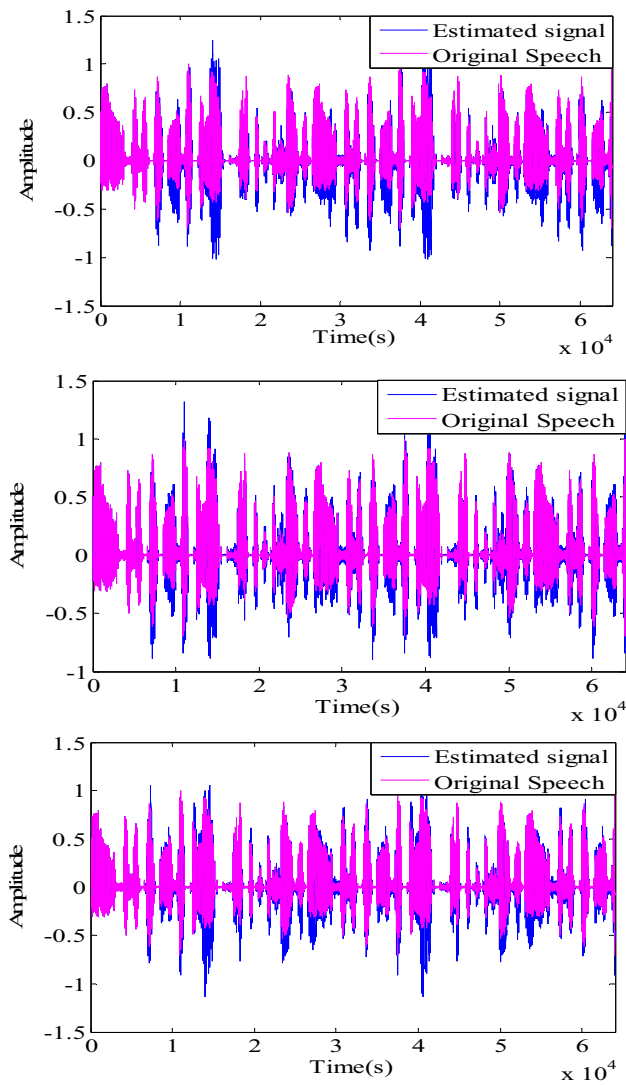 1.5
Estimated signal
Original Speech
1
0.5
0
-0.5
-1
-1.5
Amplitude
0 1 2 3 4 5 6
Time(s)
x 10^4
1.5
Estimated signal
Original Speech
1
0.5
0
-0.5
-1
Amplitude
0 1 2 3 4 5 6
Time(s)
x 10^4
1.5
Estimated signal
Original Speech
1
0.5
0
-0.5
-1
-1.5
Amplitude
0 1 2 3 4 5 6
Time(s)
x 10^4